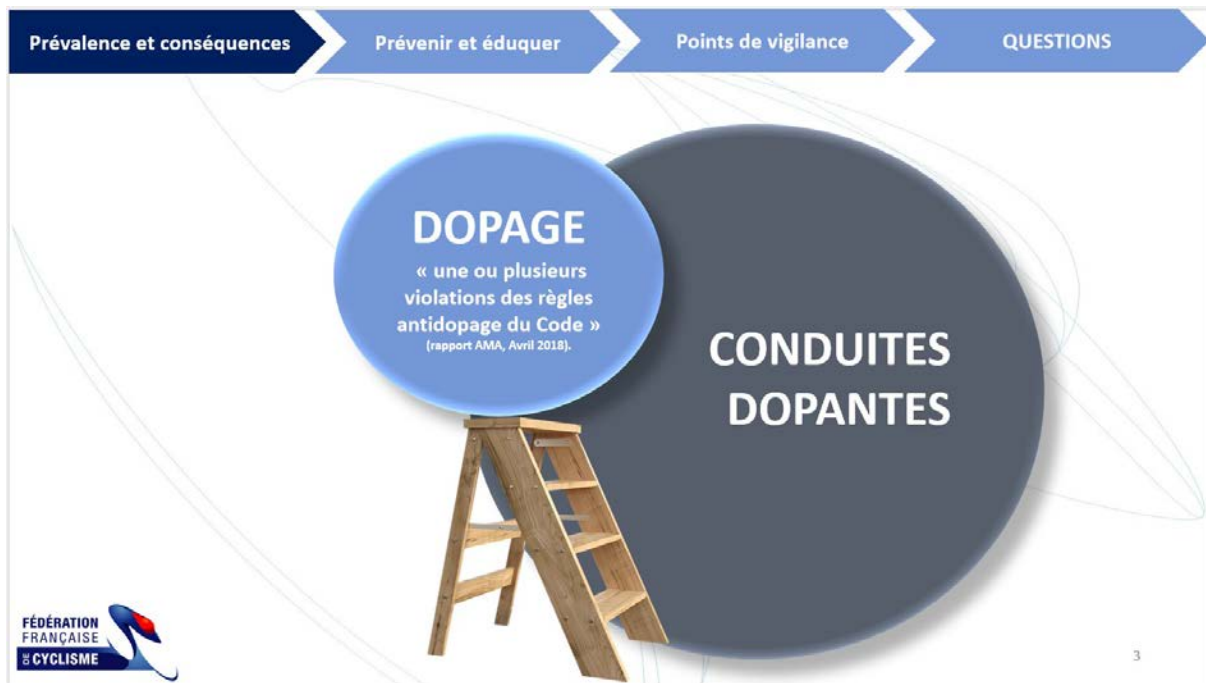 Prévalence et conséquences
Prévenir et éduquer
Points de vigilance
QUESTIONS
DOPAGE
« une ou plusieurs
violations des règles
antidopage du Code »
(rapport AMA, Avril 2018).
CONDUITES
DOPANTES
FÉDÉRATION
FRANÇAISE
DE CYCLISME
3